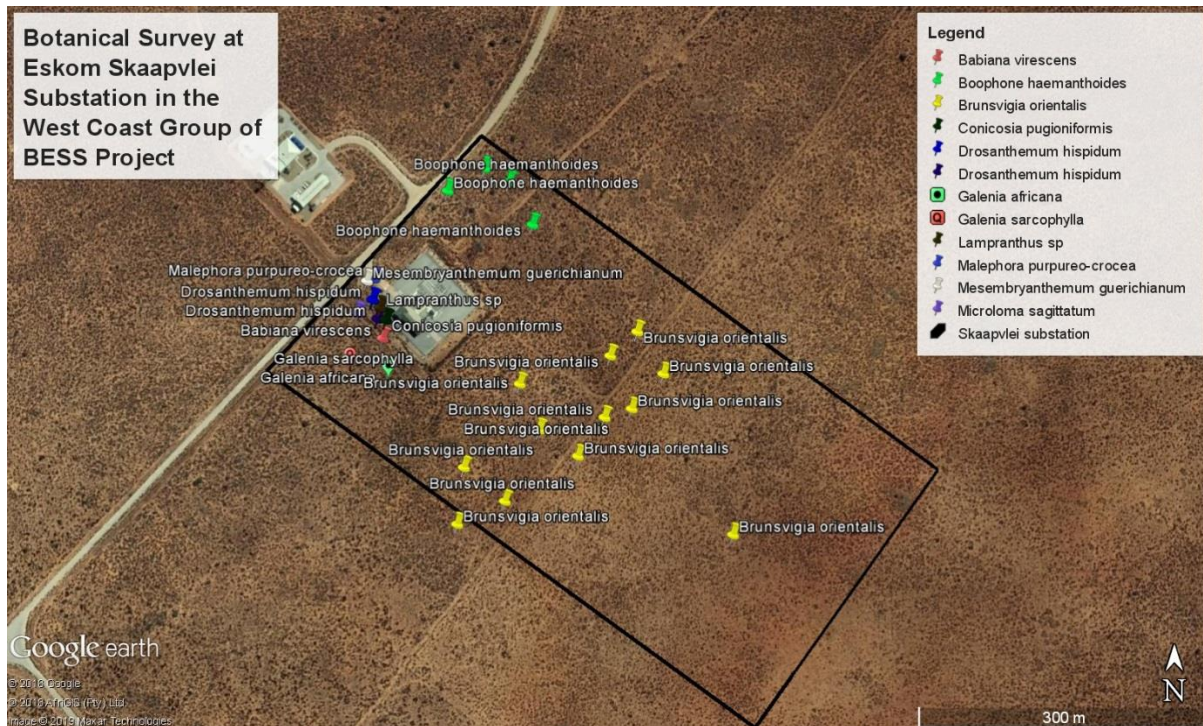 Botanical Survey at
Eskom Skaapvlei
Substation in the
West Coast Group of
BESS Project
Legend
Babiana virescens
Boophone haemanthoides
Brunsvigia orientalis
Conicosia pugioniformis
Drosanthemum hispidum
Drosanthemum hispidum
Galenia africana
Galenia sarcophylla
Lampranthus sp
Malephora purpureo-crocea
Mesembryanthemum guerichianum
Microloma sagittatum
Skaapvlei substation
Boophone haemanthoides
Boophone haemanthoides
Boophone haemanthoides
Malephora purpureo-crocea
Mesembryanthemum guerichianum
Drosanthemum hispidum
Lampranthus sp
Drosanthemum hispidum
Babiana virescens
Conicosia pugioniformis
Galenia sarcophylla
Galenia africana
Brunsvigia orientalis
Brunsvigia orientalis
Brunsvigia orientalis
Brunsvigia orientalis
Brunsvigia orientalis
Brunsvigia orientalis
Brunsvigia orientalis
Brunsvigia orientalis
Brunsvigia orientalis
Brunsvigia orientalis
Brunsvigia orientalis
Brunsvigia orientalis
Google earth
© 2018 Google
© 2018 AfriGIS (Pty) Ltd.
Image © 2019 Maxar Technologies
N
300 m